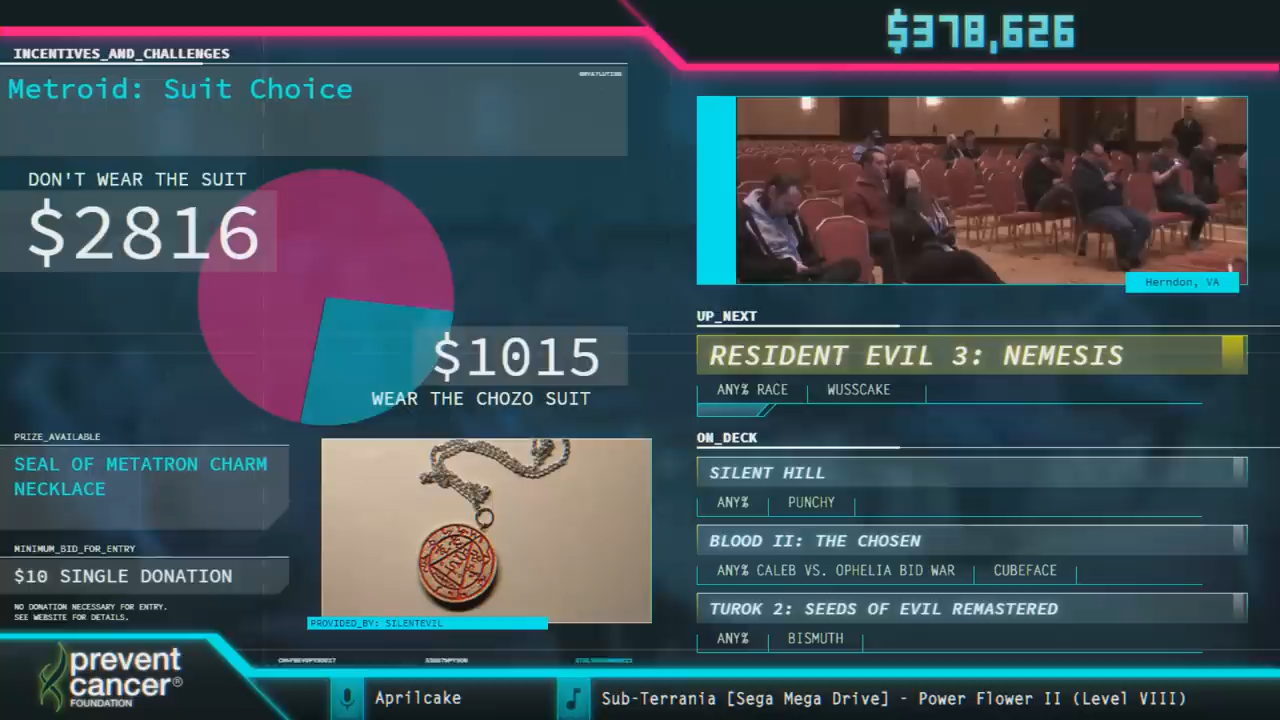 $378,626
INCENTIVES_AND_CHALLENGES
Metroid: Suit Choice
DON'T WEAR THE SUIT
$2816
$1015
WEAR THE CHOZO SUIT
PRIZE_AVAILABLE
SEAL OF METATRON CHARM
NECKLACE
MINIMUM_BID_FOR_ENTRY
$10 SINGLE DONATION
NO DONATION NECESSARY FOR ENTRY.
SEE WEBSITE FOR DETAILS.
PROVIDED_BY: SILENTEVIL
Herndon, VA
UP_NEXT
RESIDENT EVIL 3: NEMESIS
ANY% RACE WUSSCAKE
ON_DECK
SILENT HILL
ANY% PUNCHY
BLOOD II: THE CHOSEN
ANY% CALEB VS. OPHELIA BID WAR CUBEFACE
TUROK 2: SEEDS OF EVIL REMASTERED
ANY% BISMUTH
prevent
cancer®
FOUNDATION
Aprilcake
Sub-Terrania [Sega Mega Drive] - Power Flower II (Level VIII)